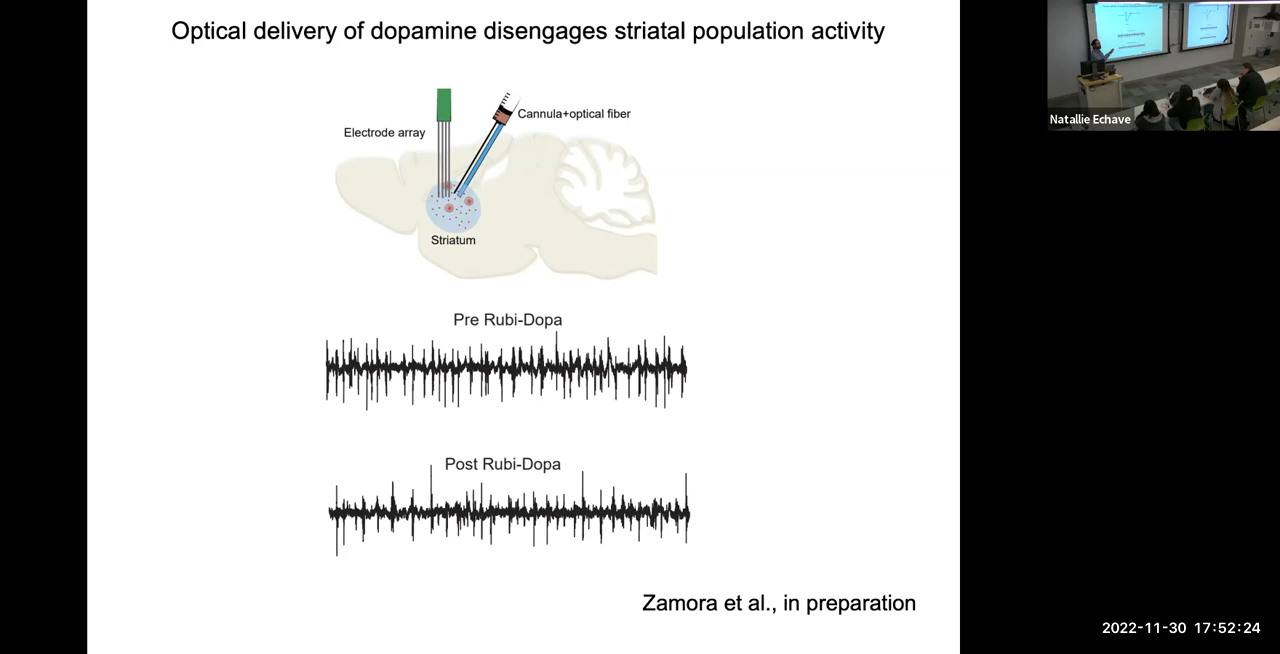 Optical delivery of dopamine disengages striatal population activity
Cannula+optical fiber
Electrode array
Striatum
Pre Rubi-Dopa
Post Rubi-Dopa
Zamora et al., in preparation
Natallie Echave
2022-11-30 17:52:24